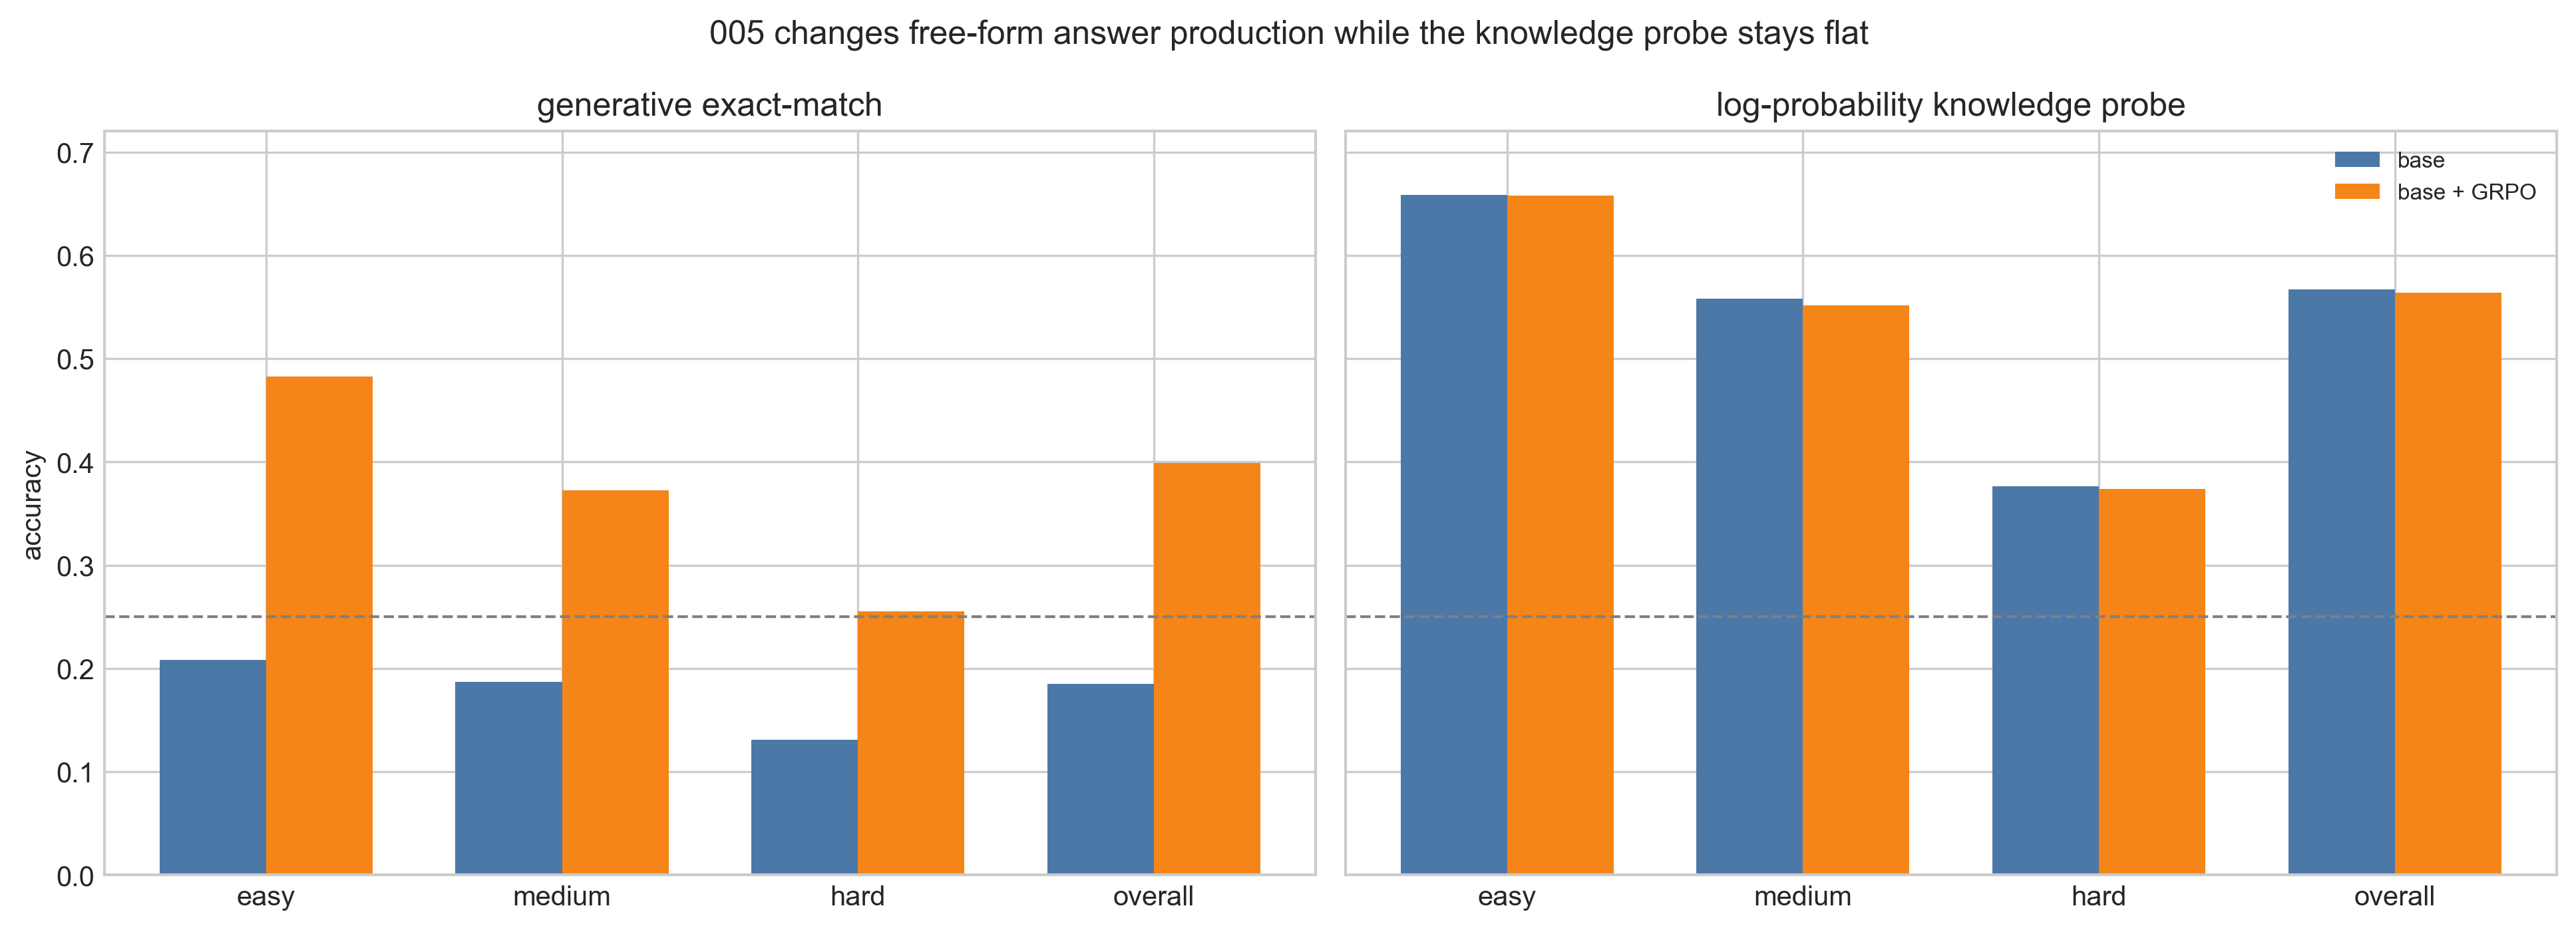 005 changes free-form answer production while the knowledge probe stays flat
generative exact-match
log-probability knowledge probe
accuracy
0.7
0.6
0.5
0.4
0.3
0.2
0.1
0.0
easy medium hard overall
base
base + GRPO
easy medium hard overall